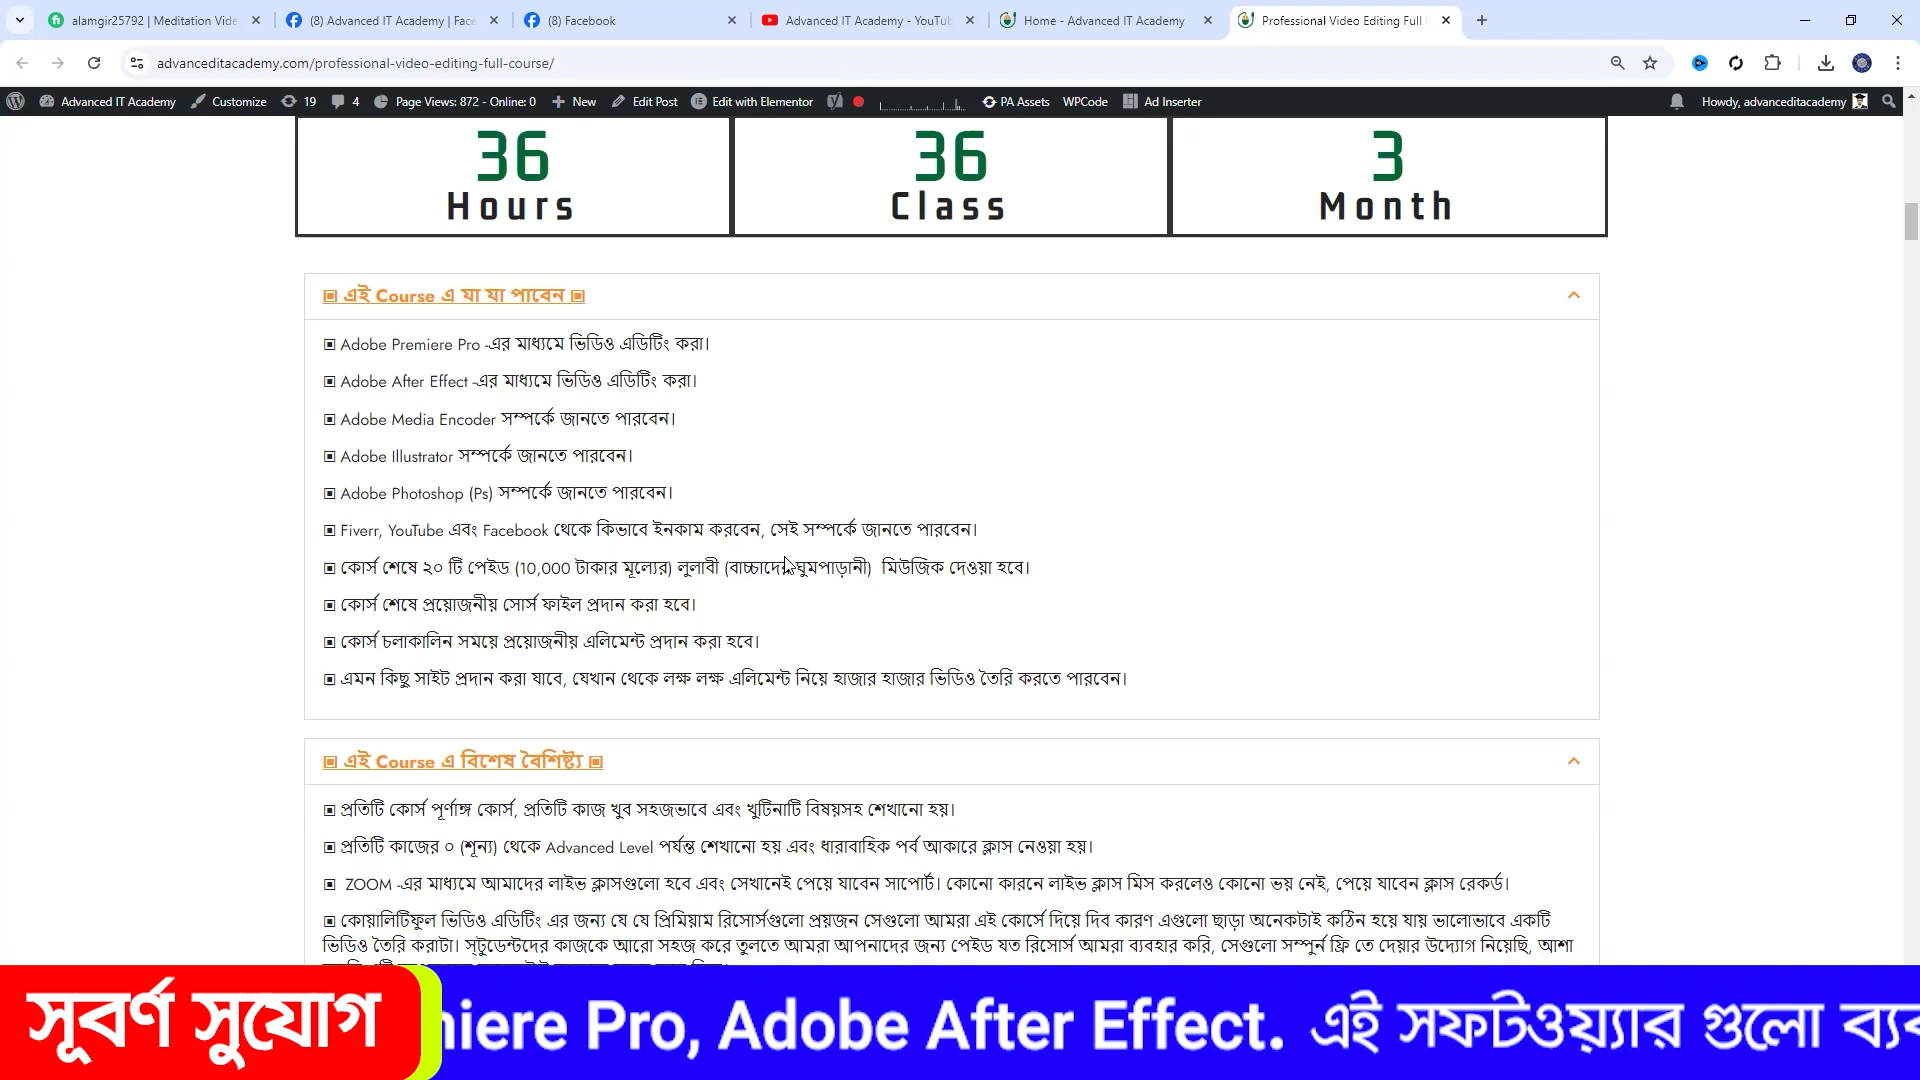 alamgir25792 | Meditation Vide
(8) Advanced IT Academy | Face
(8) Facebook
Advanced IT Academy - YouTub
Home - Advanced IT Academy
Professional Video Editing Full
advanceditacademy.com/professional-video-editing-full-course/
Advanced IT Academy Customize 19 4 Page Views: 872 - Online: 0 New Edit Post Edit with Elementor PA Assets WPCode Ad Inserter Howdy, advanceditacademy
36 Hours
36 Class
3 Month
▣ এই Course এ যা যা পাবেন ▣
▣ Adobe Premiere Pro -এর মাধ্যমে ভিডিও এডিটিং করা।
▣ Adobe After Effect -এর মাধ্যমে ভিডিও এডিটিং করা।
▣ Adobe Media Encoder সম্পর্কে জানতে পারবেন।
▣ Adobe Illustrator সম্পর্কে জানতে পারবেন।
▣ Adobe Photoshop (Ps) সম্পর্কে জানতে পারবেন।
▣ Fiverr, YouTube এবং Facebook থেকে কিভাবে ইনকাম করবেন, সেই সম্পর্কে জানতে পারবেন।
▣ কোর্স শেষে ২০ টি পেইড (10,000 টাকার মূল্যের) লুলাবী (বাচ্চাদের ঘুমপাড়ানী) মিউজিক দেওয়া হবে।
▣ কোর্স শেষে প্রয়োজনীয় সোর্স ফাইল প্রদান করা হবে।
▣ কোর্স চলাকালিন সময়ে প্রয়োজনীয় এলিমেন্ট প্রদান করা হবে।
▣ এমন কিছু সাইট প্রদান করা যাবে, যেখান থেকে লক্ষ লক্ষ এলিমেন্ট নিয়ে হাজার হাজার ভিডিও তৈরি করতে পারবেন।
▣ এই Course এ বিশেষ বৈশিষ্ট্য ▣
▣ প্রতিটি কোর্স পূর্ণাঙ্গ কোর্স, প্রতিটি কাজ খুব সহজভাবে এবং খুটিনাটি বিষয়সহ শেখানো হয়।
▣ প্রতিটি কাজের ০ (শূন্য) থেকে Advanced Level পর্যন্ত শেখানো হয় এবং ধারাবাহিক পর্ব আকারে ক্লাস নেওয়া হয়।
▣ ZOOM -এর মাধ্যমে আমাদের লাইভ ক্লাসগুলো হবে এবং সেখানেই পেয়ে যাবেন সাপোর্ট। কোনো কারনে লাইভ ক্লাস মিস করলেও কোনো ভয় নেই, পেয়ে যাবেন ক্লাস রেকর্ড।
▣ কোয়ালিটিফুল ভিডিও এডিটিং এর জন্য যে যে প্রিমিয়াম রিসোর্সগুলো প্রয়জন সেগুলো আমরা এই কোর্সে দিয়ে দিব কারণ এগুলো ছাড়া অনেকটাই কঠিন হয়ে যায় ভালোভাবে একটি
ভিডিও তৈরি করাটা। স্টুডেন্টদের কাজকে আরো সহজ করে তুলতে আমরা আপনাদের জন্য পেইড যত রিসোর্স আমরা ব্যবহার করি, সেগুলো সম্পুর্ন ফ্রি তে দেয়ার উদ্যোগ নিয়েছি, আশা
সূবর্ণ সুযোগ
niere Pro, Adobe After Effect. এই সফটওয়্যার গুলো ব্যব